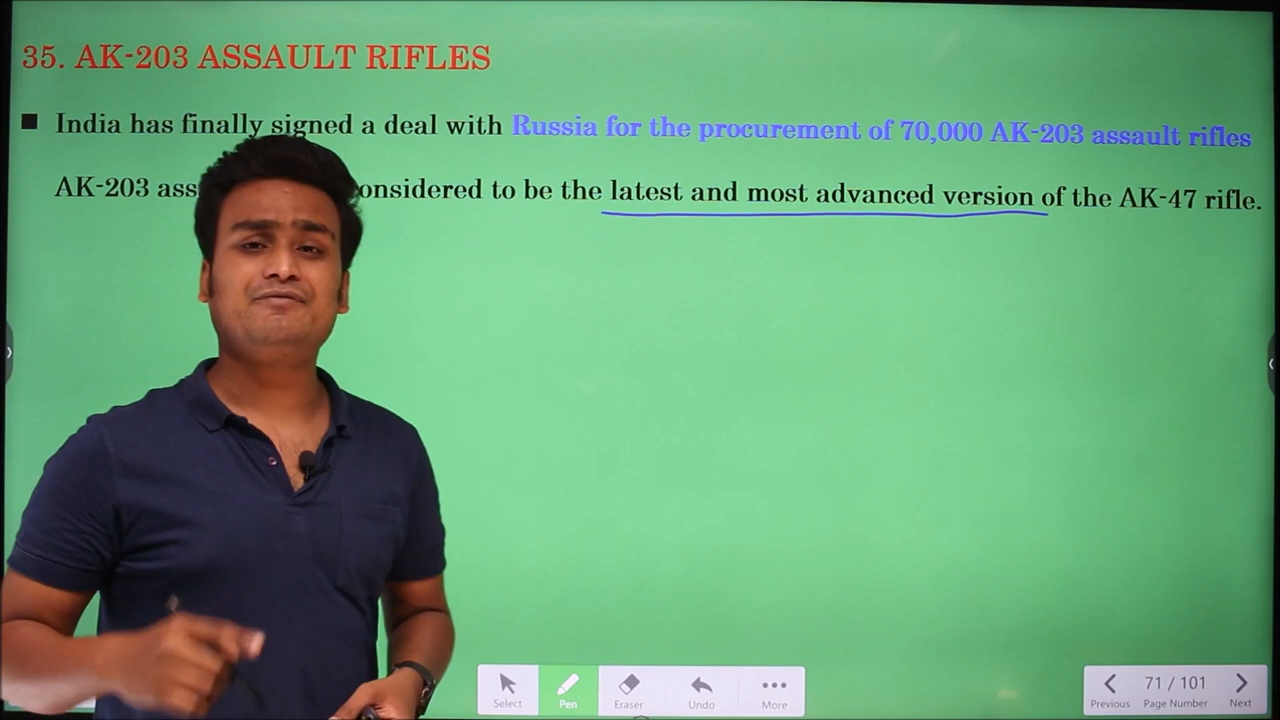 35. AK-203 ASSAULT RIFLES
■ India has finally signed a deal with Russia for the procurement of 70,000 AK-203 assault rifles
AK-203 considered to be the latest and most advanced version of the AK-47 rifle.
Select
Pen
Eraser
Undo
More
71 / 101
Previous
Page Number
Next